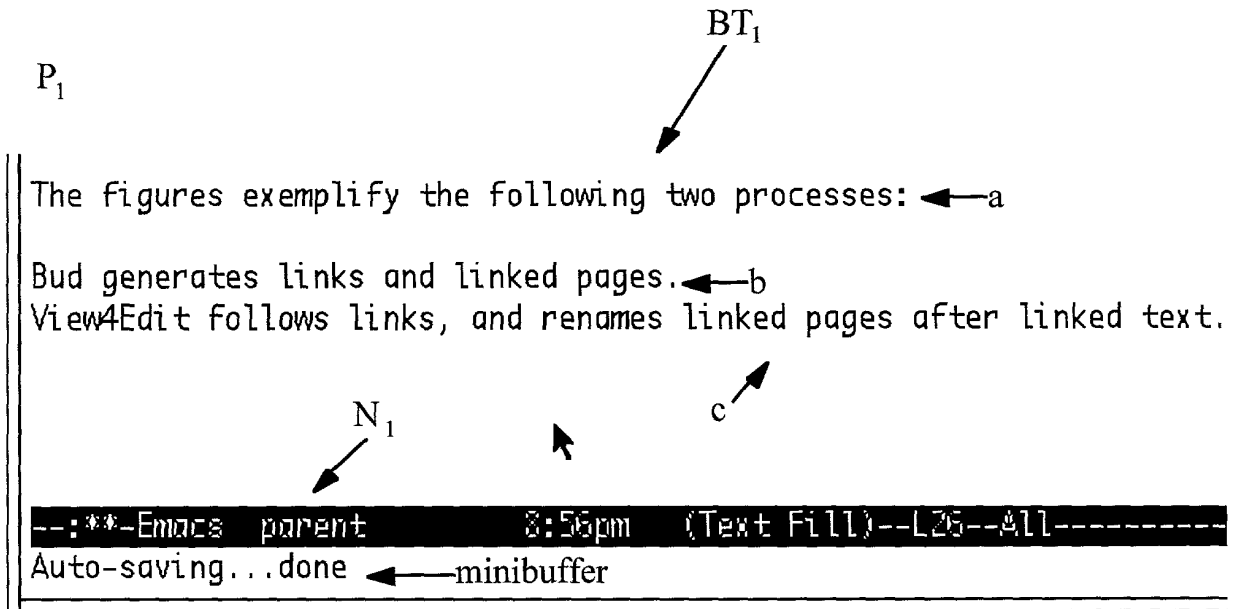 BT₁
P₁
The figures exemplify the following two processes: a
Bud generates links and linked pages. b
View4Edit follows links, and renames linked pages after linked text.
c
N₁
--:**-Emacs parent 8:56pm (Text Fill)--L26--All----------
Auto-saving...done minibuffer